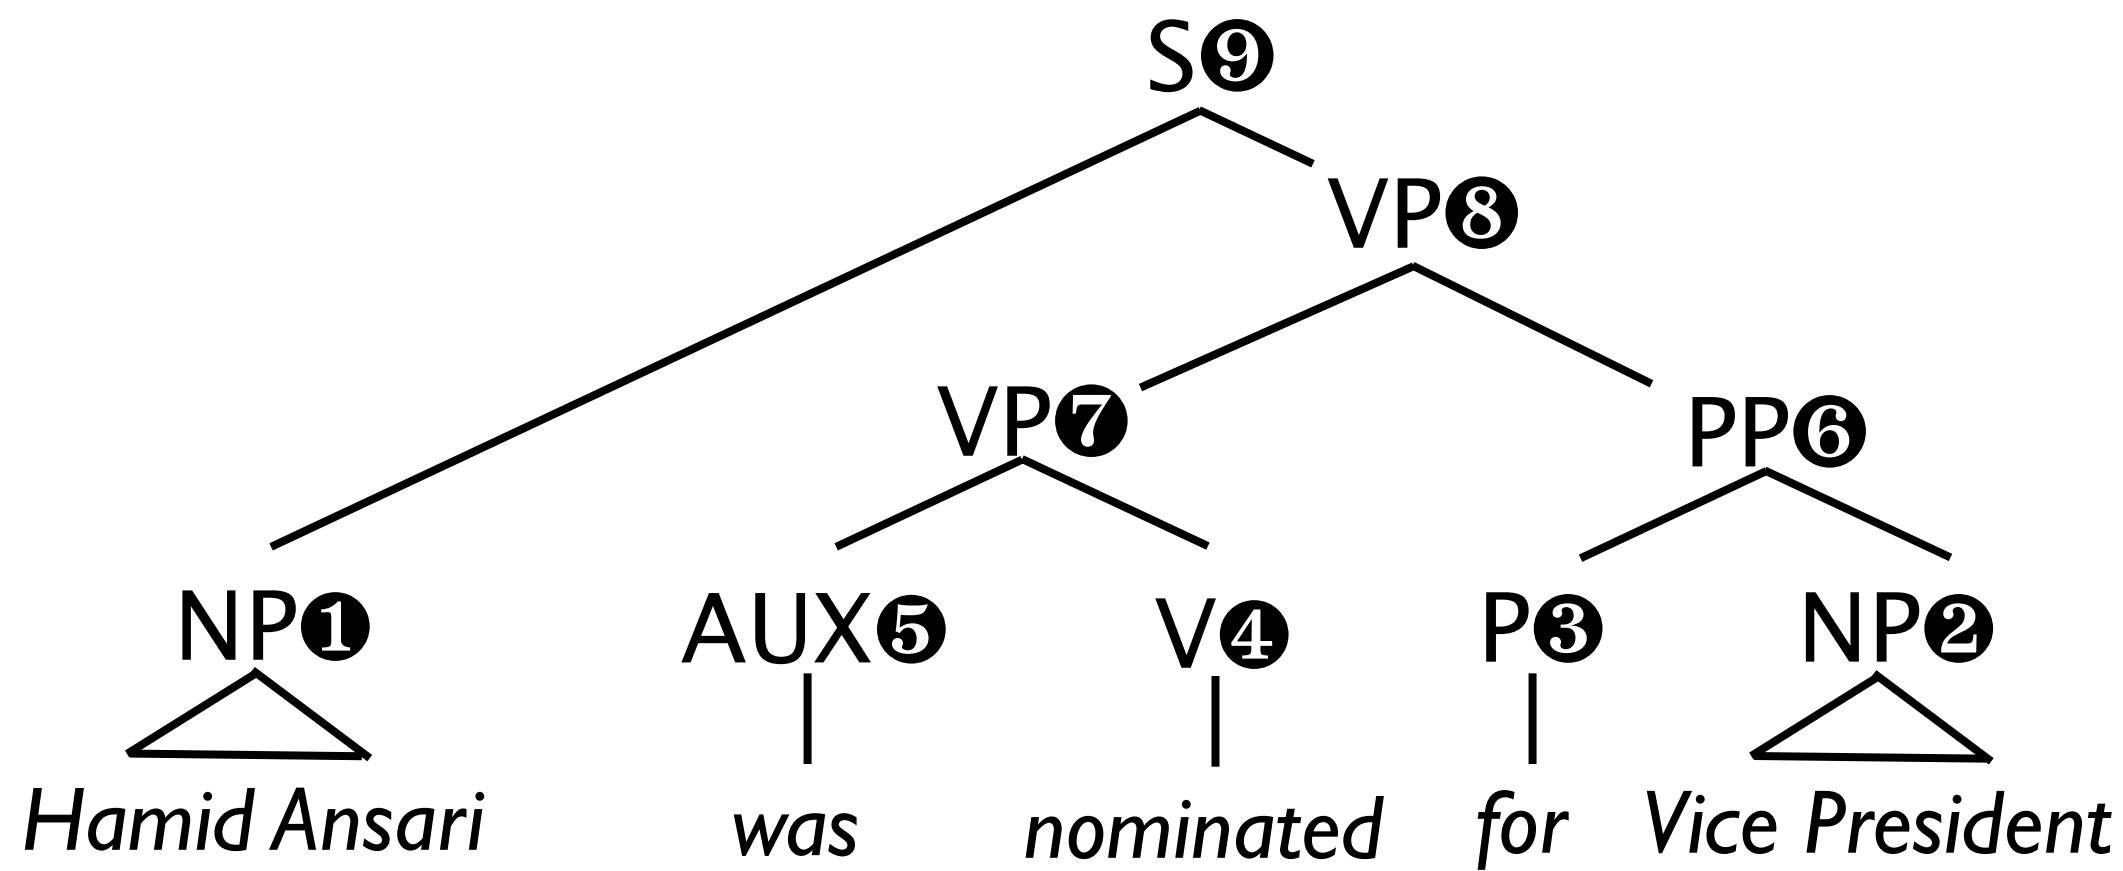 S❾
VP❽
VP❼ PP❻
NP❶ AUX❺ V❹ P❸ NP❷
Hamid Ansari was nominated for Vice President